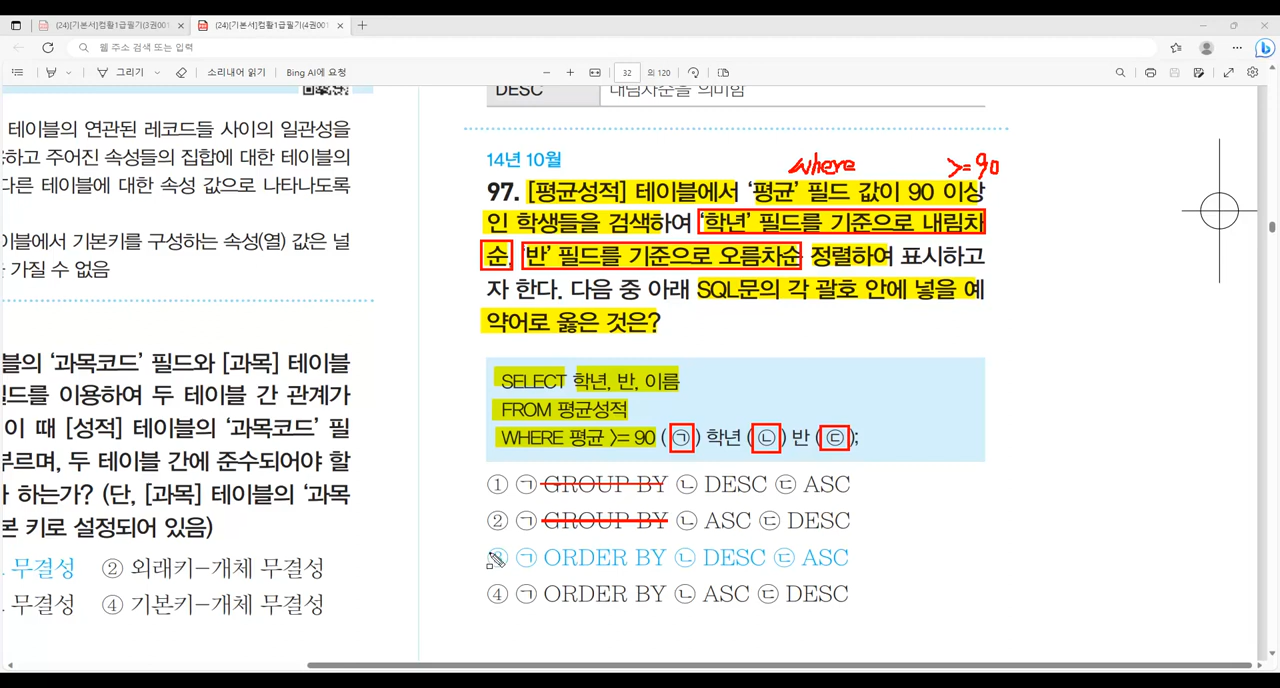 (24)[기본서]컴활1급필기(3권001
(24)[기본서]컴활1급필기(4권001
웹 주소 검색 또는 입력
그리기
소리내어 읽기
Bing AI에 요청
32
의 120
테이블의 연관된 레코드들 사이의 일관성을
하고 주어진 속성들의 집합에 대한 테이블의
다른 테이블에 대한 속성 값으로 나타나도록
이블에서 기본키를 구성하는 속성(열) 값은 널
가질 수 없음
블의 ‘과목코드’ 필드와 [과목] 테이블
드를 이용하여 두 테이블 간 관계가
이 때 [성적] 테이블의 ‘과목코드’ 필
부르며, 두 테이블 간에 준수되어야 할
하는가? (단, [과목] 테이블의 ‘과목
본 키로 설정되어 있음)
무결성 ② 외래키-개체 무결성
무결성 ④ 기본키-개체 무결성
DESC 내림차순을 의미함
14년 10월
where >=90
97. [평균성적] 테이블에서 ‘평균’ 필드 값이 90 이상
인 학생들을 검색하여 ‘학년’ 필드를 기준으로 내림차
순, ‘반’ 필드를 기준으로 오름차순 정렬하여 표시하고
자 한다. 다음 중 아래 SQL문의 각 괄호 안에 넣을 예
약어로 옳은 것은?
SELECT 학년, 반, 이름
FROM 평균성적
WHERE 평균 >= 90 ( ㉠ ) 학년 ( ㉡ ) 반 ( ㉢ );
① ㉠ GROUP BY ㉡ DESC ㉢ ASC
② ㉠ GROUP BY ㉡ ASC ㉢ DESC
③ ㉠ ORDER BY ㉡ DESC ㉢ ASC
④ ㉠ ORDER BY ㉡ ASC ㉢ DESC